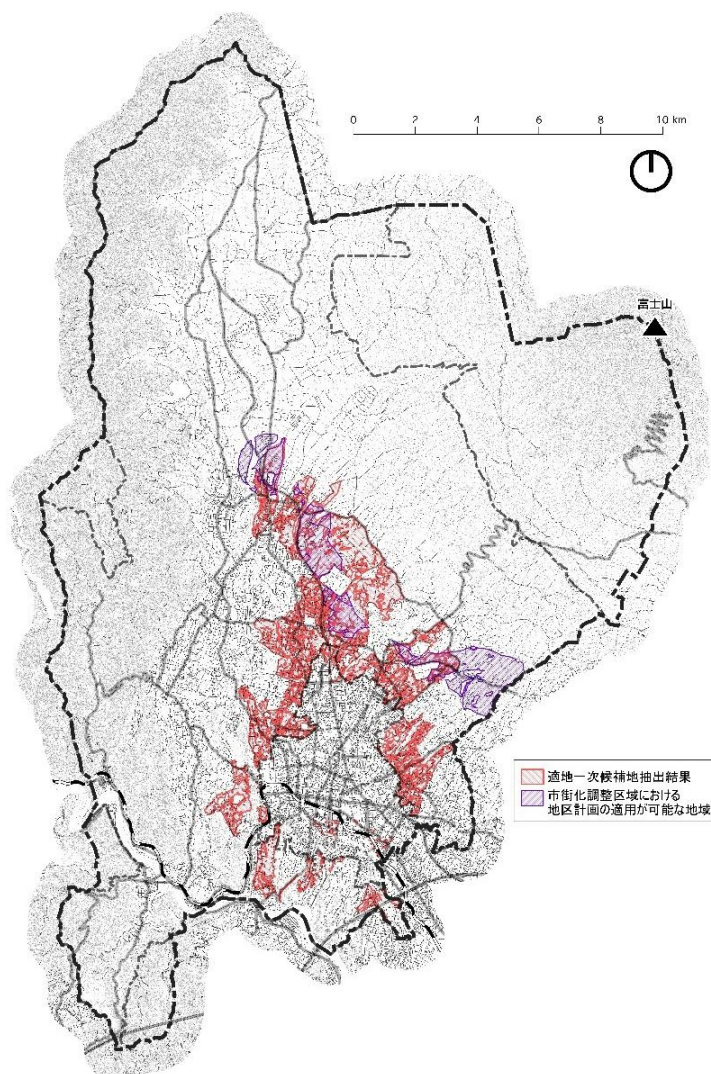 0 2 4 6 8 10 km
富士山
適地一次候補地抽出結果
市街化調整区域における
地区計画の適用が可能な地域